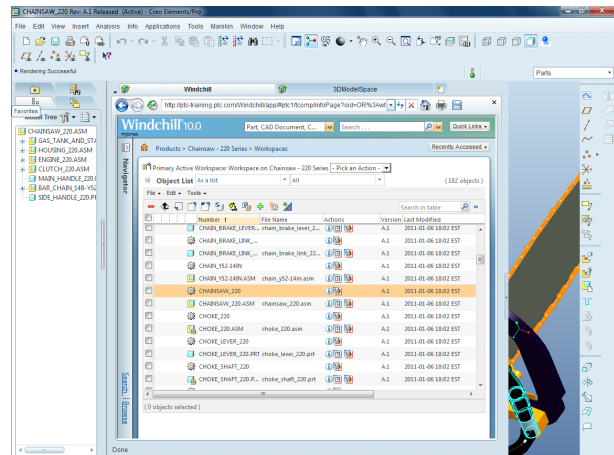 CHAINSAW_220 Rev: A.1 Released (Active) - Creo Elements/Pro
File Edit View Insert Analysis Info Applications Tools Manikin Window Help
Rendering Successful
Parts
Favorites
Model Tree
CHAINSAW_220.ASM
GAS_TANK_AND_STA
HOUSING_220.ASM
ENGINE_220.ASM
CLUTCH_220.ASM
MAIN_HANDLE_220.
BAR_CHAIN_14B-Y52
SIDE_HANDLE_220.P
Windchill
3DModelSpace
http://ptc-training.ptc.com/Windchill/app/#ptc1/tcomp/infoPage?oid=OR%3Awt
Windchill 10.0
mjones
Part, CAD Document, C...
Search . . .
Quick Links
Products > Chainsaw - 220 Series > Workspaces
Recently Accessed
Navigator
Primary Active Workspace: Workspace on Chainsaw - 220 Series
- Pick an Action -
Object List As a list
* All
(182 objects)
File Edit Tools
Search in table
Number File Name Actions Version Last Modified
CHAIN_BRAKE_LEVER... chain_brake_lever_2... A.1 2011-01-06 18:02 EST
CHAIN_BRAKE_LINK_... A.1 2011-01-06 18:02 EST
CHAIN_BRAKE_LINK_... chain_brake_link_22... A.1 2011-01-06 18:02 EST
CHAIN_Y52-14IN A.1 2011-01-06 18:02 EST
CHAIN_Y52-14IN.ASM chain_y52-14in.asm A.1 2011-01-06 18:02 EST
CHAINSAW_220 A.1 2011-01-06 18:02 EST
CHAINSAW_220.ASM chainsaw_220.asm A.1 2011-01-06 18:02 EST
CHOKE_220 A.1 2011-01-06 18:02 EST
CHOKE_220.ASM choke_220.asm A.1 2011-01-06 18:02 EST
CHOKE_LEVER_220 A.1 2011-01-06 18:02 EST
CHOKE_LEVER_220.PRT choke_lever_220.prt A.1 2011-01-06 18:02 EST
CHOKE_SHAFT_220 A.1 2011-01-06 18:02 EST
CHOKE_SHAFT_220.P... choke_shaft_220.prt A.1 2011-01-06 18:02 EST
Search
Browse
(0 objects selected)
Done